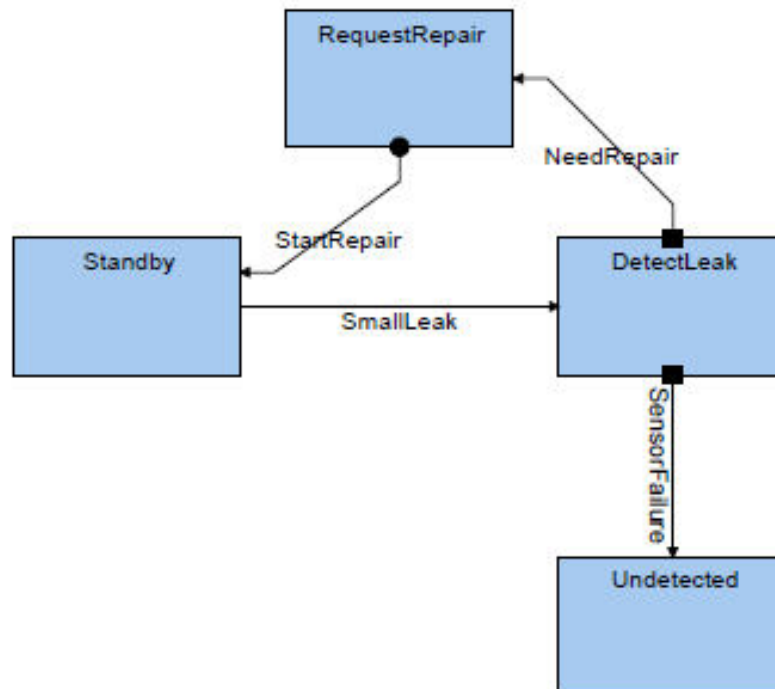 RequestRepair
NeedRepair
StartRepair
Standby
DetectLeak
SmallLeak
SensorFailure
Undetected